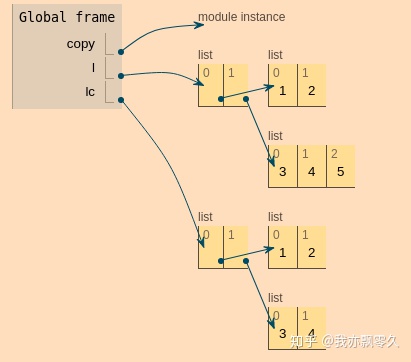 Global frame
copy
l
lc
module instance
list
0 1
list
0 1
1 2
list
0 1 2
3 4 5
list
0 1
list
0 1
1 2
list
0 1
3 4
知乎 @我亦飘零久